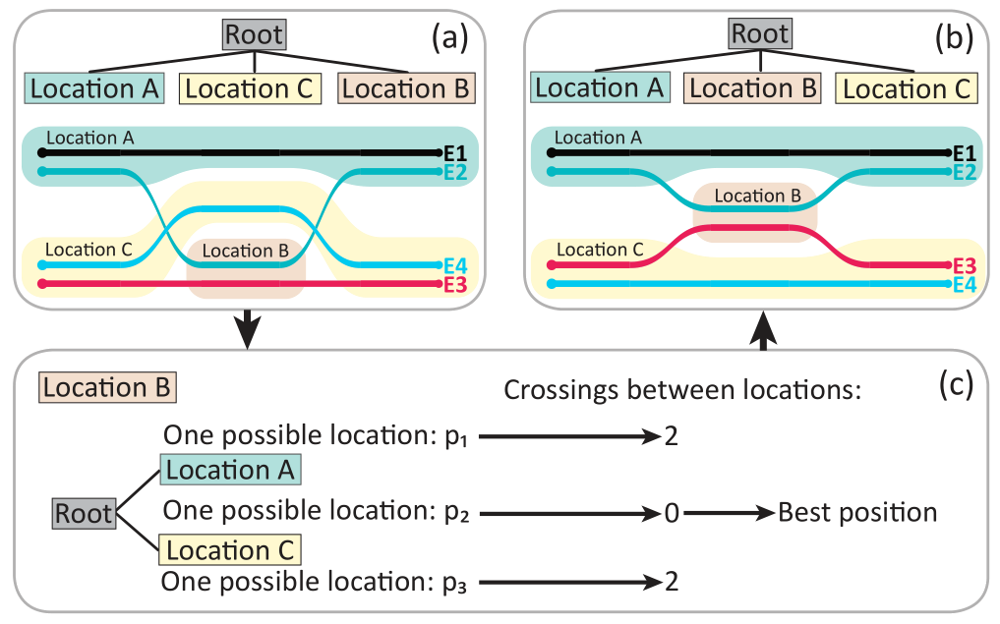 Root
(a)
Location A
Location C
Location B
Location A
E1
E2
Location C
Location B
E4
E3
Root
(b)
Location A
Location B
Location C
Location A
E1
E2
Location B
Location C
E3
E4
Location B
Crossings between locations:
(c)
One possible location: p₁
2
Location A
Root
One possible location: p₂
0
Best position
Location C
One possible location: p₃
2